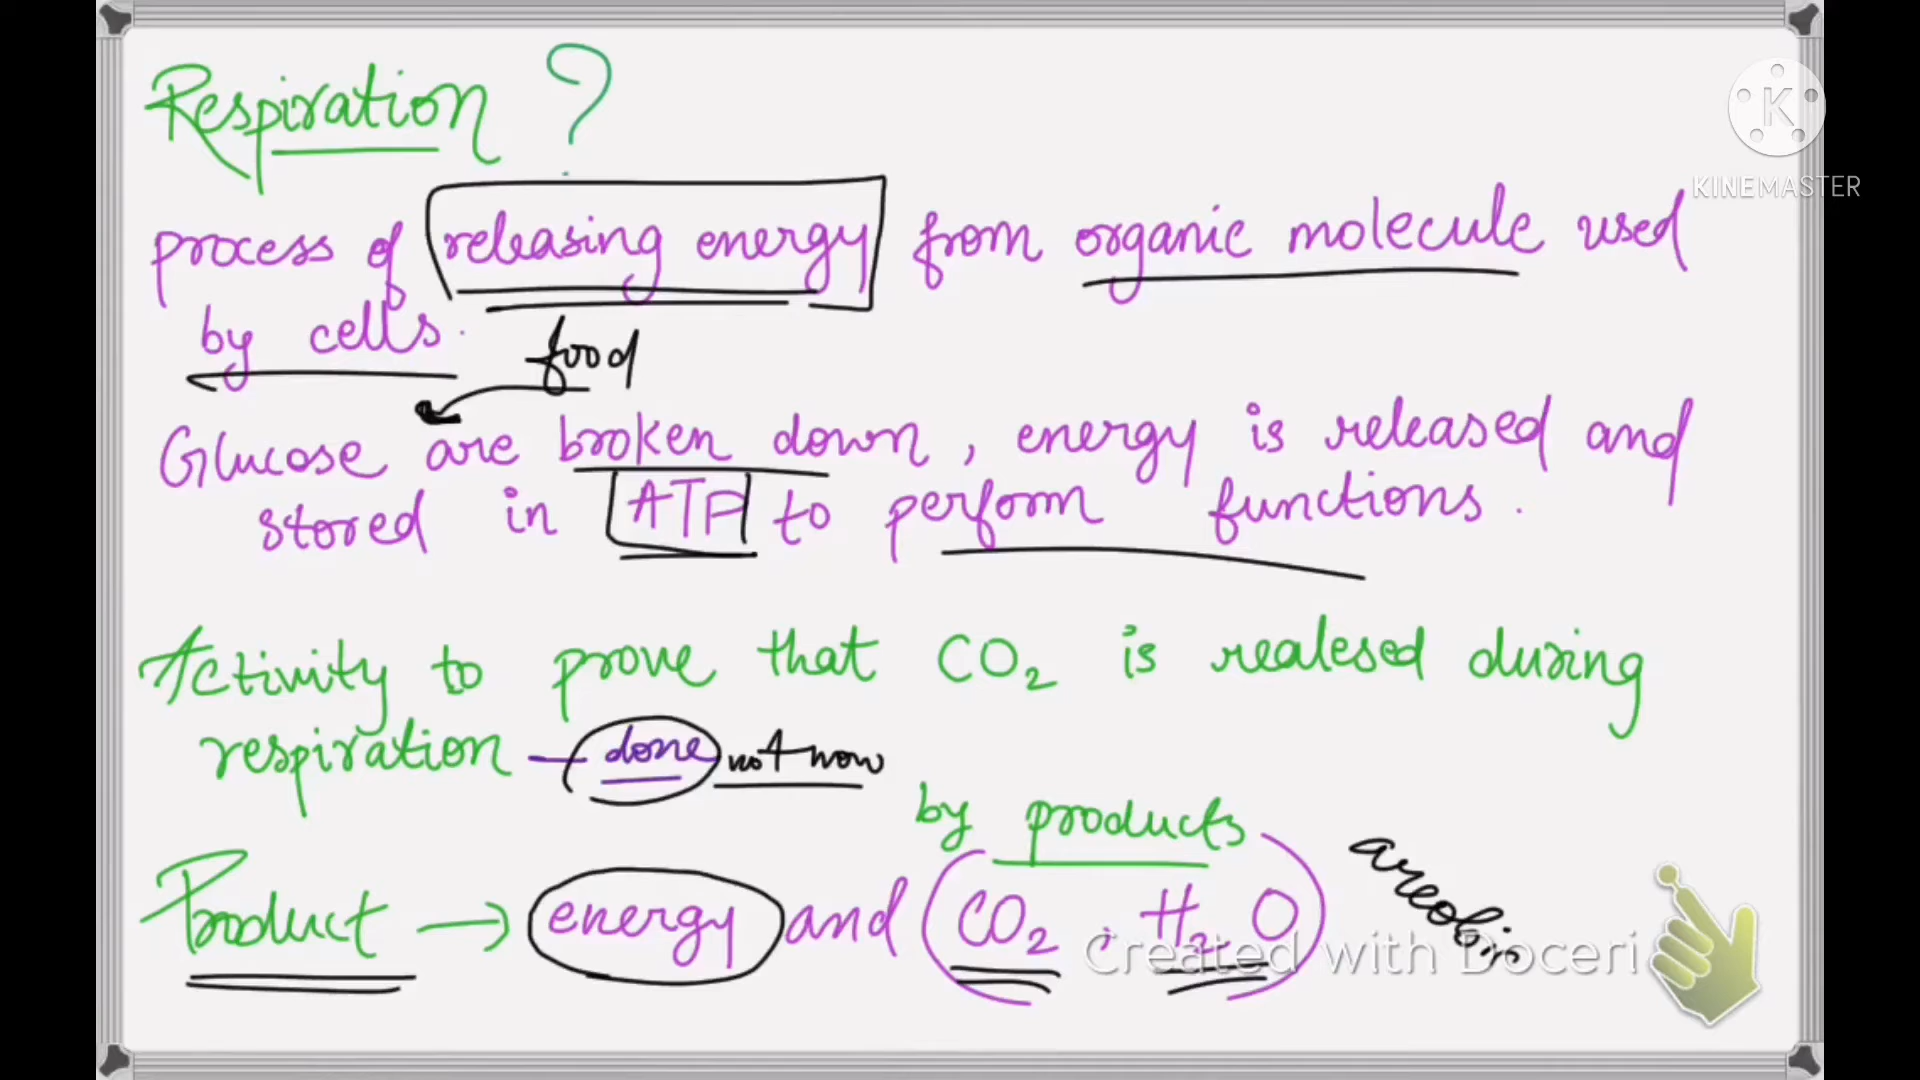 Respiration ?
K
KINEMASTER
process of releasing energy from organic molecule used
by cells.
food
Glucose are broken down, energy is released and
stored in ATP to perform functions.
Activity to prove that CO₂ is realesed during
respiration - done not now
by products
Product → energy and CO₂, H₂O
areobic
Created with Doceri